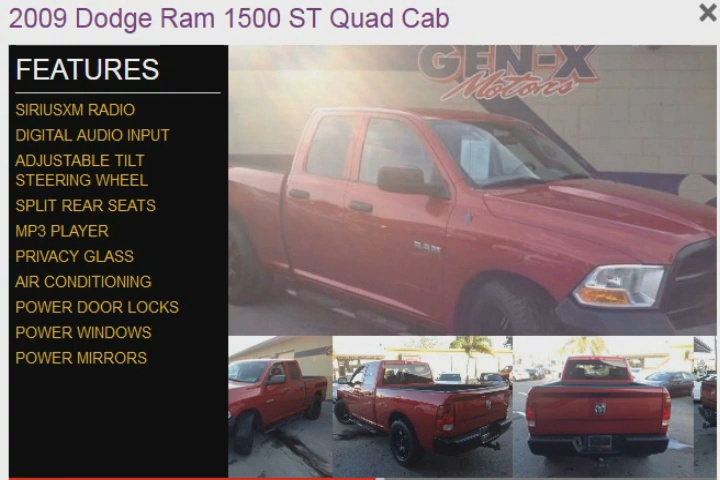 2009 Dodge Ram 1500 ST Quad Cab
FEATURES
SIRIUSXM RADIO
DIGITAL AUDIO INPUT
ADJUSTABLE TILT
STEERING WHEEL
SPLIT REAR SEATS
MP3 PLAYER
PRIVACY GLASS
AIR CONDITIONING
POWER DOOR LOCKS
POWER WINDOWS
POWER MIRRORS
GEN-X
Motors
RAM